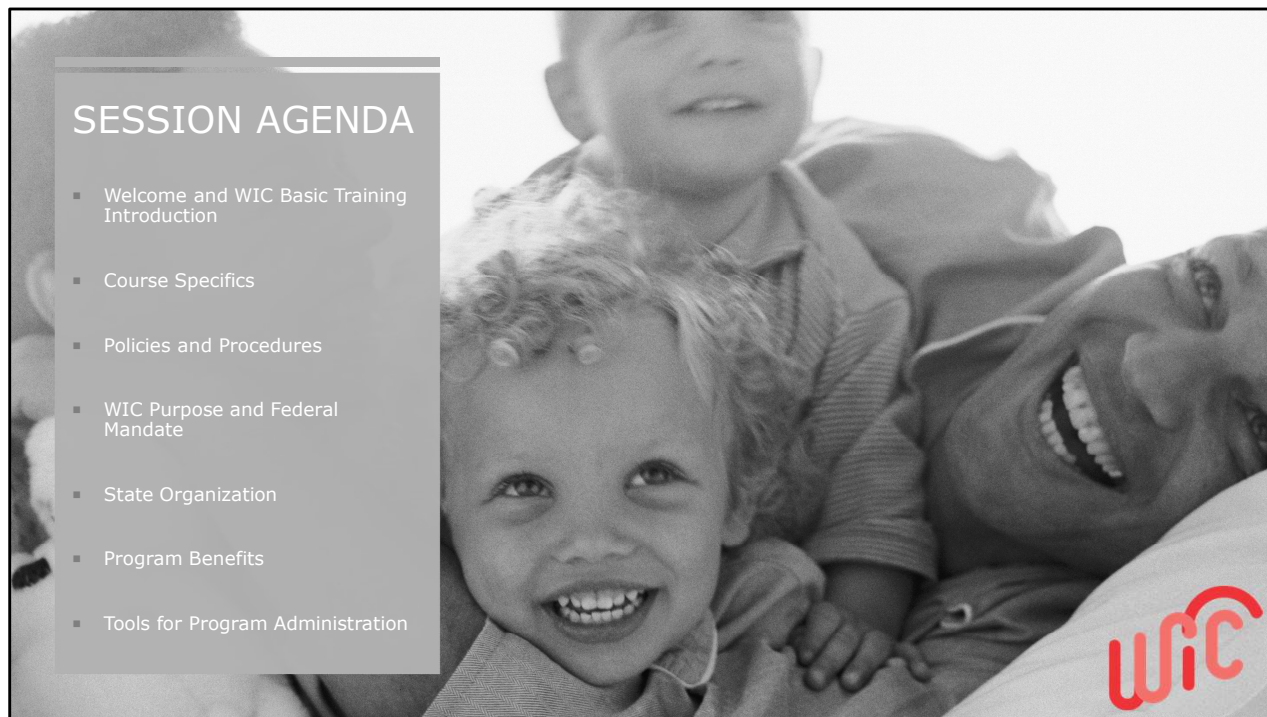 SESSION AGENDA
▪ Welcome and WIC Basic Training
Introduction
▪ Course Specifics
▪ Policies and Procedures
▪ WIC Purpose and Federal
Mandate
▪ State Organization
▪ Program Benefits
▪ Tools for Program Administration
WiC